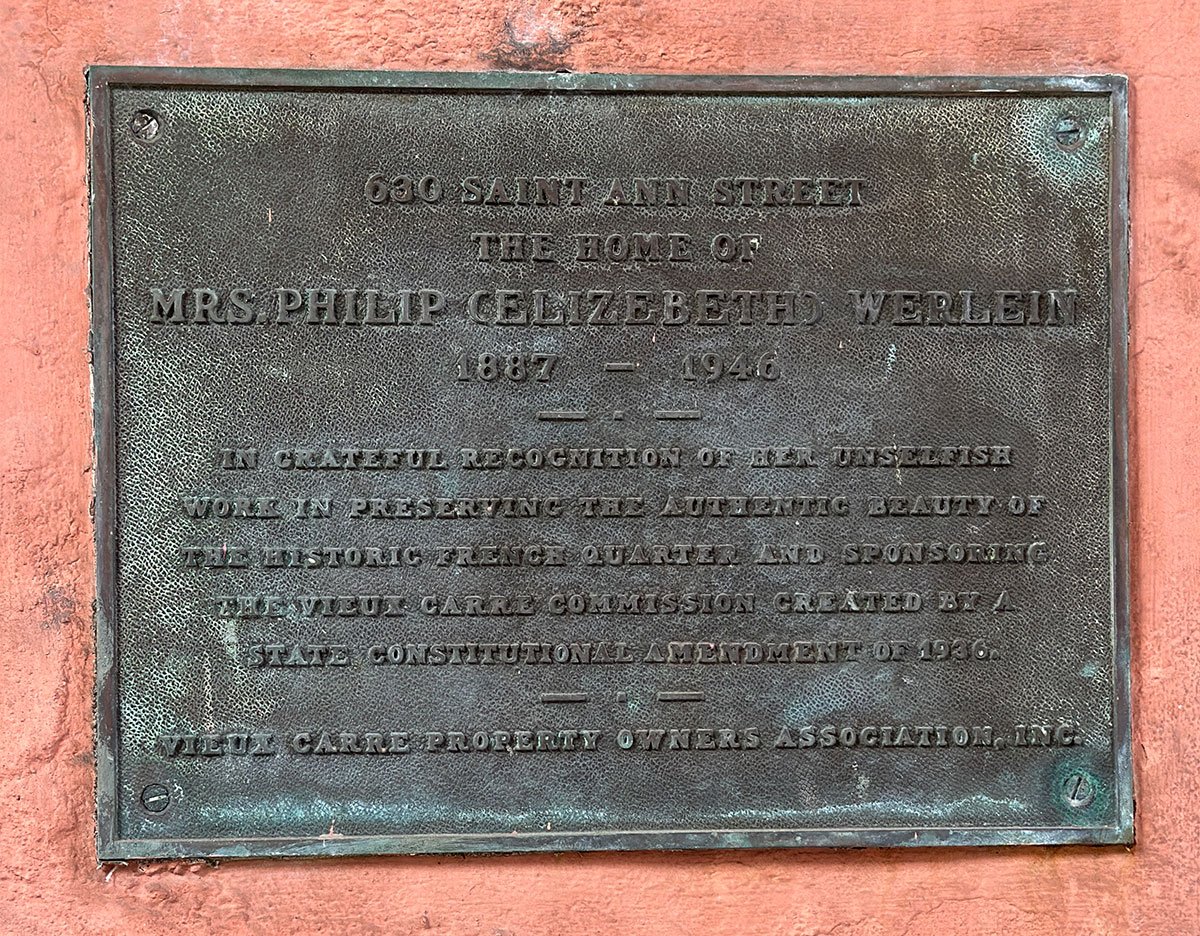 630 SAINT ANN STREET
THE HOME OF
MRS. PHILIP (ELIZEBETH) WERLEIN
1887 — 1946
IN GRATEFUL RECOGNITION OF HER UNSELFISH
WORK IN PRESERVING THE AUTHENTIC BEAUTY OF
THE HISTORIC FRENCH QUARTER AND SPONSORING
THE VIEUX CARRE COMMISSION CREATED BY A
STATE CONSTITUTIONAL AMENDMENT OF 1936.
VIEUX CARRE PROPERTY OWNERS ASSOCIATION, INC.